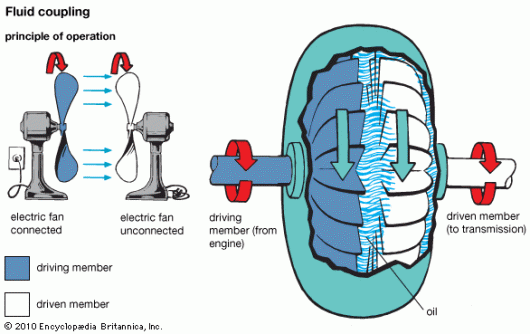 Fluid coupling
principle of operation
electric fan
connected
electric fan
unconnected
driving
member (from
engine)
driven member
(to transmission)
oil
driving member
driven member
© 2010 Encyclopædia Britannica, Inc.